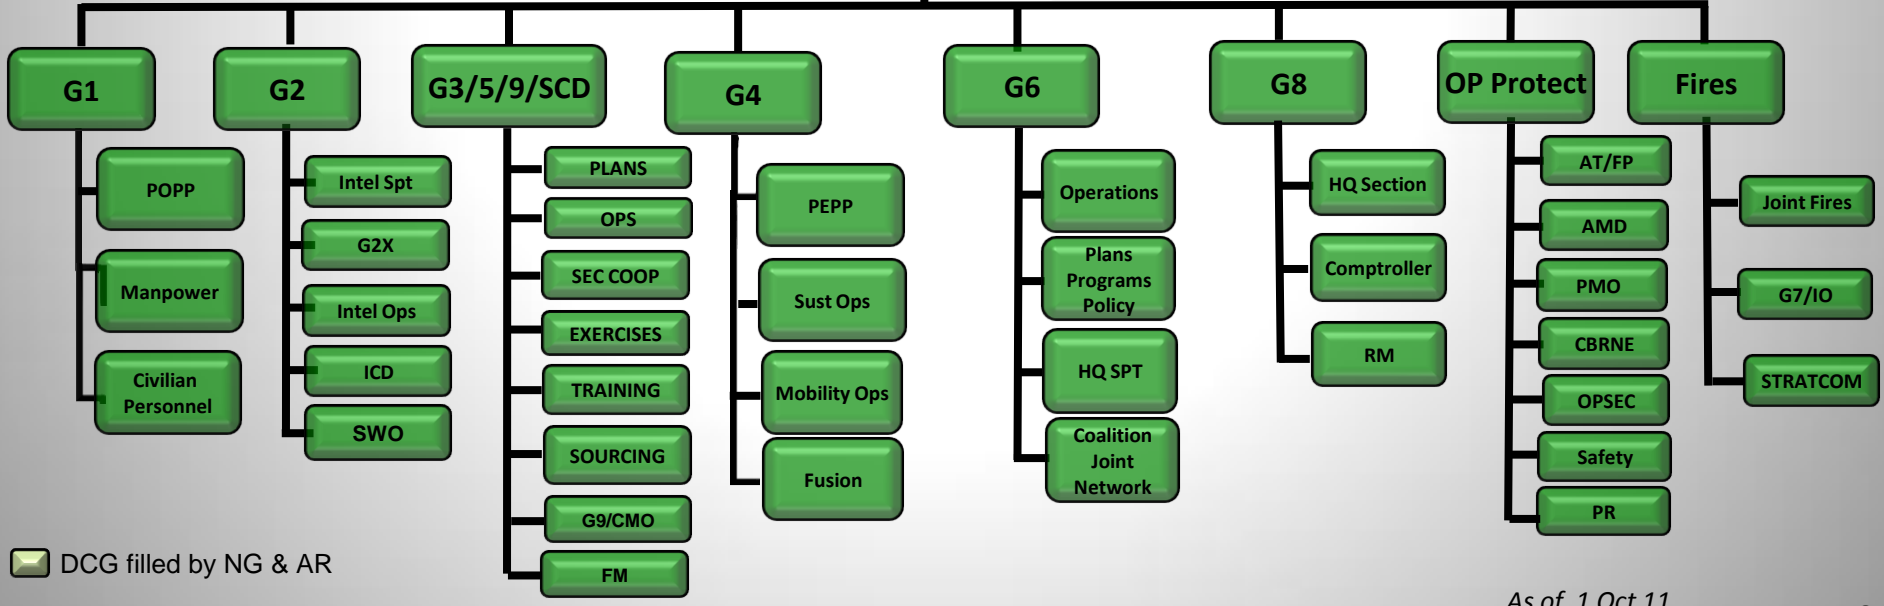 G1
POPP
Manpower
Civilian
Personnel
G2
Intel Spt
G2X
Intel Ops
ICD
SWO
G3/5/9/SCD
PLANS
OPS
SEC COOP
EXERCISES
TRAINING
SOURCING
G9/CMO
FM
G4
PEPP
Sust Ops
Mobility Ops
Fusion
G6
Operations
Plans
Programs
Policy
HQ SPT
Coalition
Joint
Network
G8
HQ Section
Comptroller
RM
OP Protect
AT/FP
AMD
PMO
CBRNE
OPSEC
Safety
PR
Fires
Joint Fires
G7/IO
STRATCOM
DCG filled by NG & AR
As of 1 Oct 11